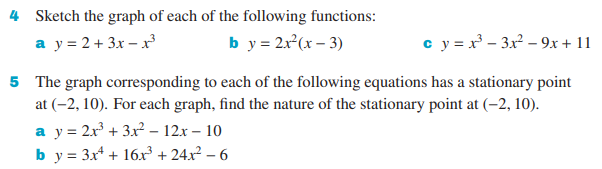 4 Sketch the graph of each of the following functions:
a y = 2 + 3x − x³ b y = 2x²(x − 3) c y = x³ − 3x² − 9x + 11
5 The graph corresponding to each of the following equations has a stationary point
at (−2, 10). For each graph, find the nature of the stationary point at (−2, 10).
a y = 2x³ + 3x² − 12x − 10
b y = 3x⁴ + 16x³ + 24x² − 6